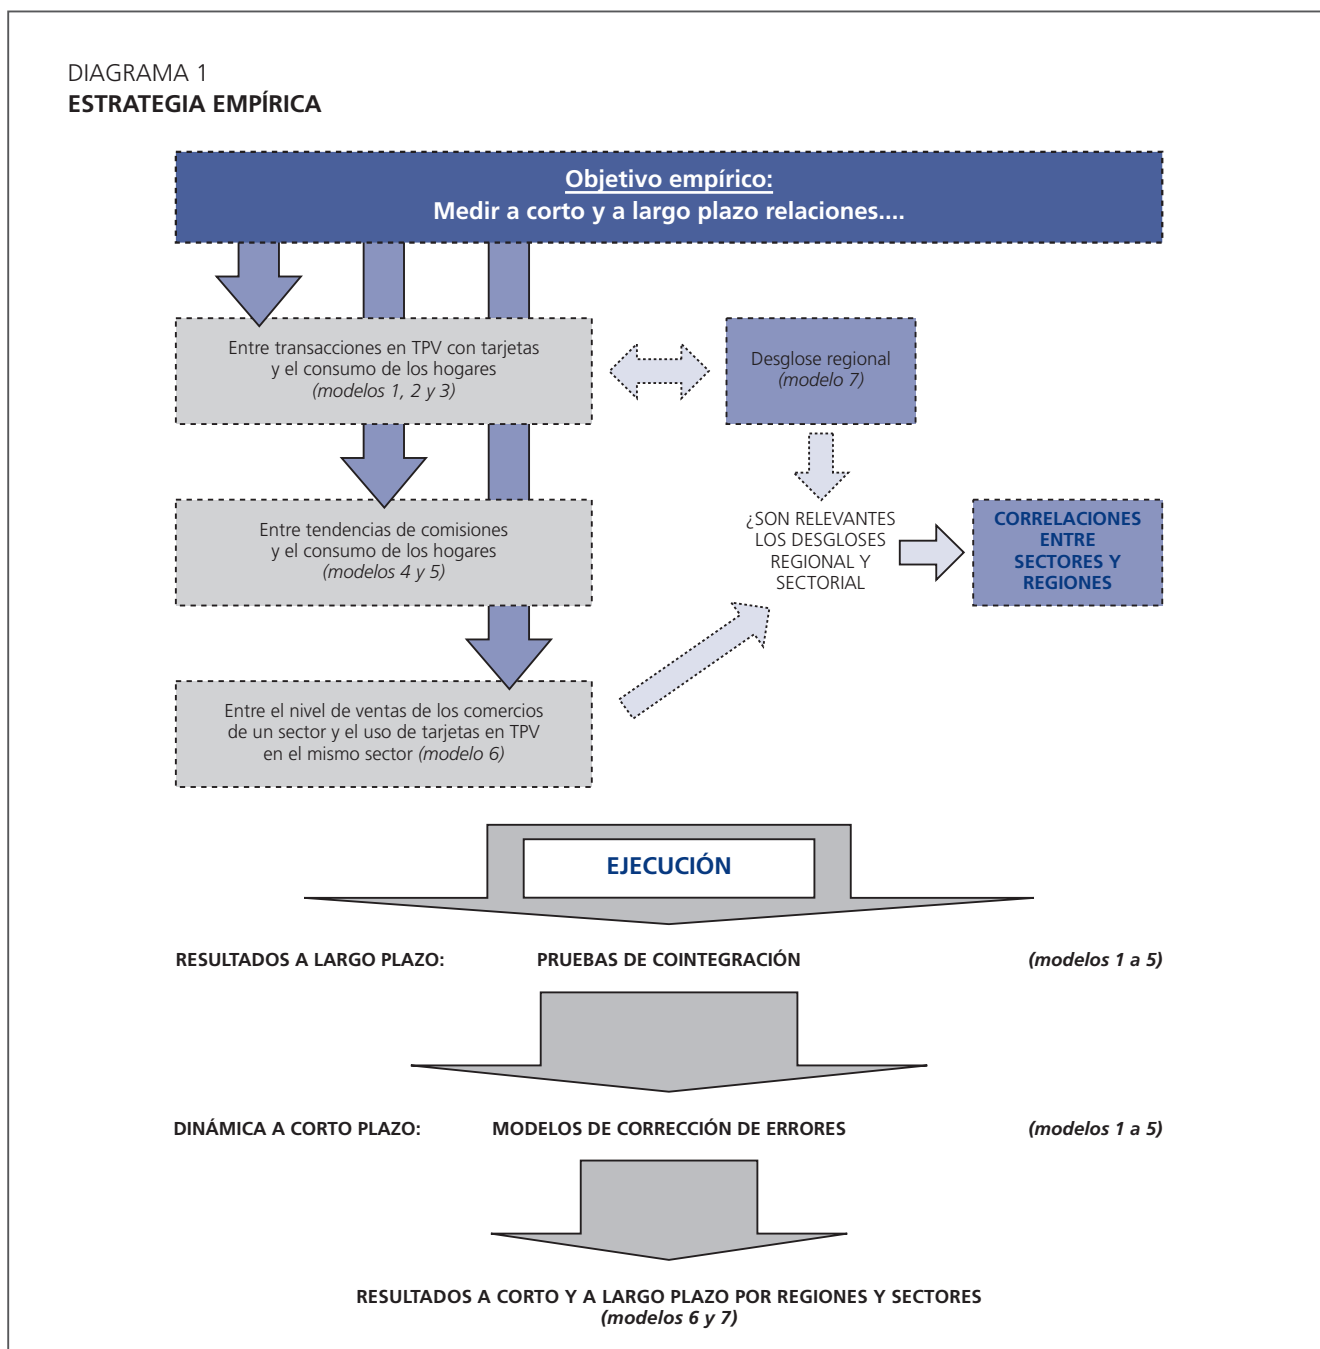 DIAGRAMA 1
ESTRATEGIA EMPÍRICA
Objetivo empírico:
Medir a corto y a largo plazo relaciones....
Entre transacciones en TPV con tarjetas
y el consumo de los hogares
(modelos 1, 2 y 3)
Desglose regional
(modelo 7)
Entre tendencias de comisiones
y el consumo de los hogares
(modelos 4 y 5)
¿SON RELEVANTES
LOS DESGLOSES
REGIONAL Y
SECTORIAL
CORRELACIONES
ENTRE
SECTORES Y
REGIONES
Entre el nivel de ventas de los comercios
de un sector y el uso de tarjetas en TPV
en el mismo sector (modelo 6)
EJECUCIÓN
RESULTADOS A LARGO PLAZO: PRUEBAS DE COINTEGRACIÓN (modelos 1 a 5)
DINÁMICA A CORTO PLAZO: MODELOS DE CORRECCIÓN DE ERRORES (modelos 1 a 5)
RESULTADOS A CORTO Y A LARGO PLAZO POR REGIONES Y SECTORES
(modelos 6 y 7)